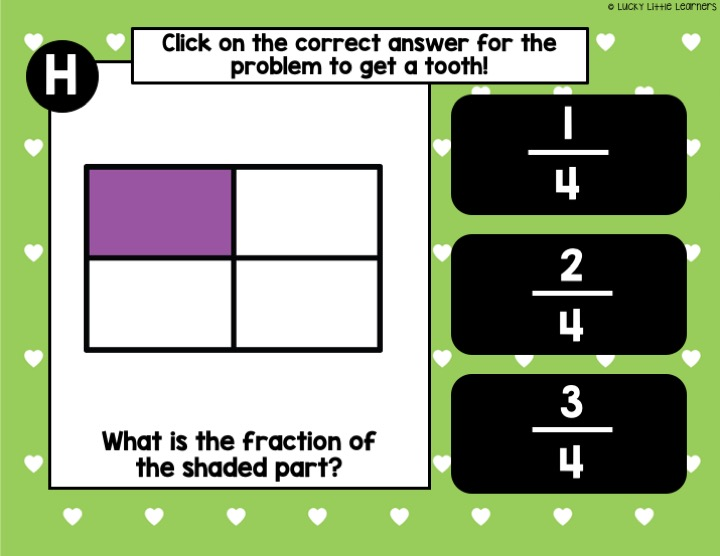 © Lucky Little Learners
Click on the correct answer for the
problem to get a tooth!
H
What is the fraction of
the shaded part?
1
4
2
4
3
4